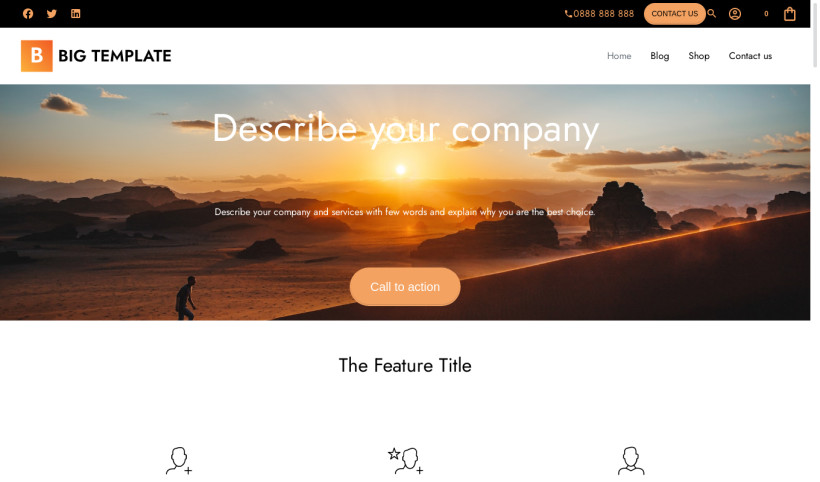 0888 888 888
CONTACT US
0
B BIG TEMPLATE
Home Blog Shop Contact us
Describe your company
Describe your company and services with few words and explain why you are the best choice.
Call to action
The Feature Title